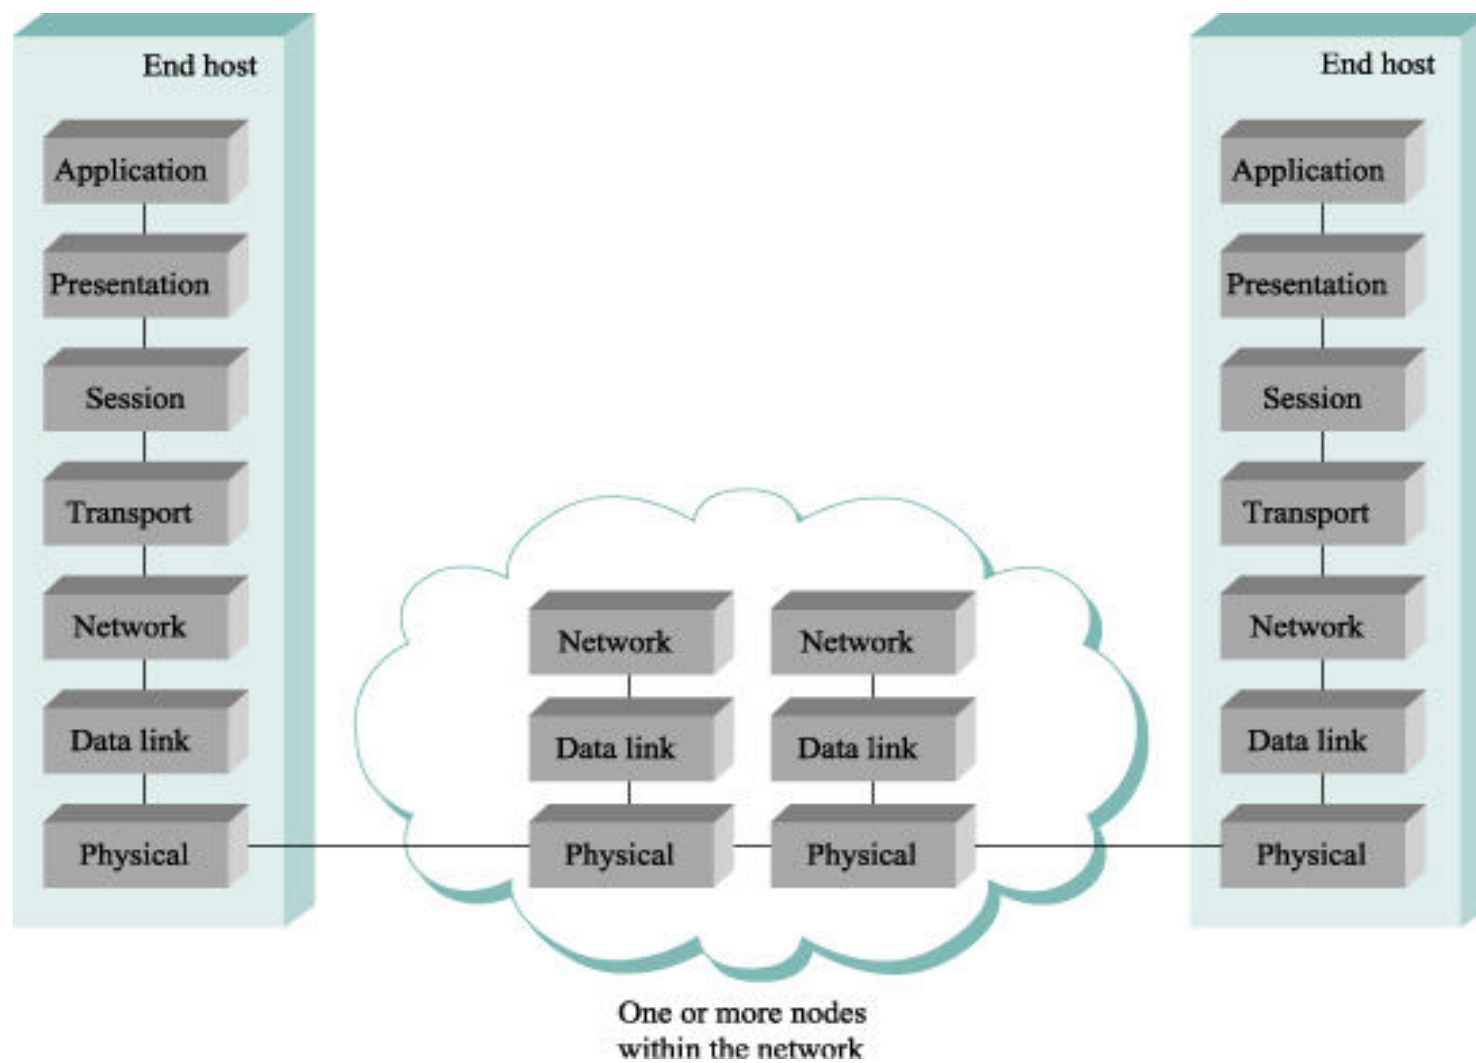 End host
Application
Presentation
Session
Transport
Network
Data link
Physical
Network
Data link
Physical
Network
Data link
Physical
One or more nodes
within the network
End host
Application
Presentation
Session
Transport
Network
Data link
Physical